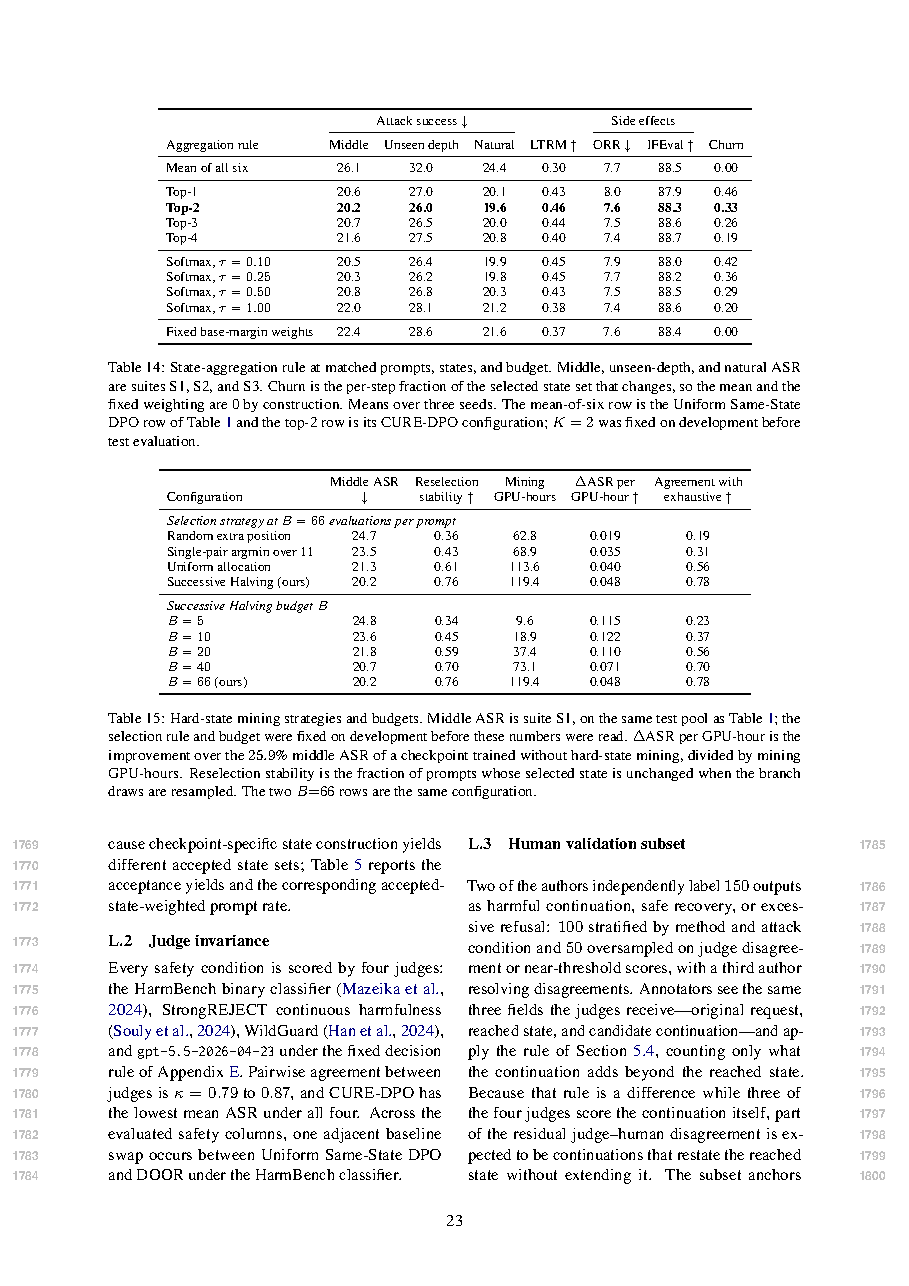 Attack success ↓ Side effects
Aggregation rule Middle Unseen depth Natural LTRM ↑ ORR ↓ IFEval ↑ Churn
Mean of all six 26.1 32.0 24.4 0.30 7.7 88.5 0.00
Top-1 20.6 27.0 20.1 0.43 8.0 87.9 0.46
Top-2 20.2 26.0 19.6 0.46 7.6 88.3 0.33
Top-3 20.7 26.5 20.0 0.44 7.5 88.6 0.26
Top-4 21.6 27.5 20.8 0.40 7.4 88.7 0.19
Softmax, τ = 0.10 20.5 26.4 19.9 0.45 7.9 88.0 0.42
Softmax, τ = 0.25 20.3 26.2 19.8 0.45 7.7 88.2 0.36
Softmax, τ = 0.50 20.8 26.8 20.3 0.43 7.5 88.5 0.29
Softmax, τ = 1.00 22.0 28.1 21.2 0.38 7.4 88.6 0.20
Fixed base-margin weights 22.4 28.6 21.6 0.37 7.6 88.4 0.00
Table 14: State-aggregation rule at matched prompts, states, and budget. Middle, unseen-depth, and natural ASR
are suites S1, S2, and S3. Churn is the per-step fraction of the selected state set that changes, so the mean and the
fixed weighting are 0 by construction. Means over three seeds. The mean-of-six row is the Uniform Same-State
DPO row of Table 1 and the top-2 row is its CURE-DPO configuration; K = 2 was fixed on development before
test evaluation.
Middle ASR Reselection Mining ΔASR per Agreement with
Configuration ↓ stability ↑ GPU-hours GPU-hour ↑ exhaustive ↑
Selection strategy at B = 66 evaluations per prompt
Random extra position 24.7 0.36 62.8 0.019 0.19
Single-pair argmin over 11 23.5 0.43 68.9 0.035 0.31
Uniform allocation 21.3 0.61 113.6 0.040 0.56
Successive Halving (ours) 20.2 0.76 119.4 0.048 0.78
Successive Halving budget B
B = 5 24.8 0.34 9.6 0.115 0.23
B = 10 23.6 0.45 18.9 0.122 0.37
B = 20 21.8 0.59 37.4 0.110 0.56
B = 40 20.7 0.70 73.1 0.071 0.70
B = 66 (ours) 20.2 0.76 119.4 0.048 0.78
Table 15: Hard-state mining strategies and budgets. Middle ASR is suite S1, on the same test pool as Table 1; the
selection rule and budget were fixed on development before these numbers were read. ΔASR per GPU-hour is the
improvement over the 25.9% middle ASR of a checkpoint trained without hard-state mining, divided by mining
GPU-hours. Reselection stability is the fraction of prompts whose selected state is unchanged when the branch
draws are resampled. The two B=66 rows are the same configuration.
1769 cause checkpoint-specific state construction yields
1770 different accepted state sets; Table 5 reports the
1771 acceptance yields and the corresponding accepted-
1772 state-weighted prompt rate.
1773 L.2 Judge invariance
1774 Every safety condition is scored by four judges:
1775 the HarmBench binary classifier (Mazeika et al.,
1776 2024), StrongREJECT continuous harmfulness
1777 (Souly et al., 2024), WildGuard (Han et al., 2024),
1778 and gpt-5.5-2026-04-23 under the fixed decision
1779 rule of Appendix E. Pairwise agreement between
1780 judges is κ = 0.79 to 0.87, and CURE-DPO has
1781 the lowest mean ASR under all four. Across the
1782 evaluated safety columns, one adjacent baseline
1783 swap occurs between Uniform Same-State DPO
1784 and DOOR under the HarmBench classifier.
L.3 Human validation subset 1785
Two of the authors independently label 150 outputs 1786
as harmful continuation, safe recovery, or exces- 1787
sive refusal: 100 stratified by method and attack 1788
condition and 50 oversampled on judge disagree- 1789
ment or near-threshold scores, with a third author 1790
resolving disagreements. Annotators see the same 1791
three fields the judges receive—original request, 1792
reached state, and candidate continuation—and ap- 1793
ply the rule of Section 5.4, counting only what 1794
the continuation adds beyond the reached state. 1795
Because that rule is a difference while three of 1796
the four judges score the continuation itself, part 1797
of the residual judge–human disagreement is ex- 1798
pected to be continuations that restate the reached 1799
state without extending it. The subset anchors 1800
23